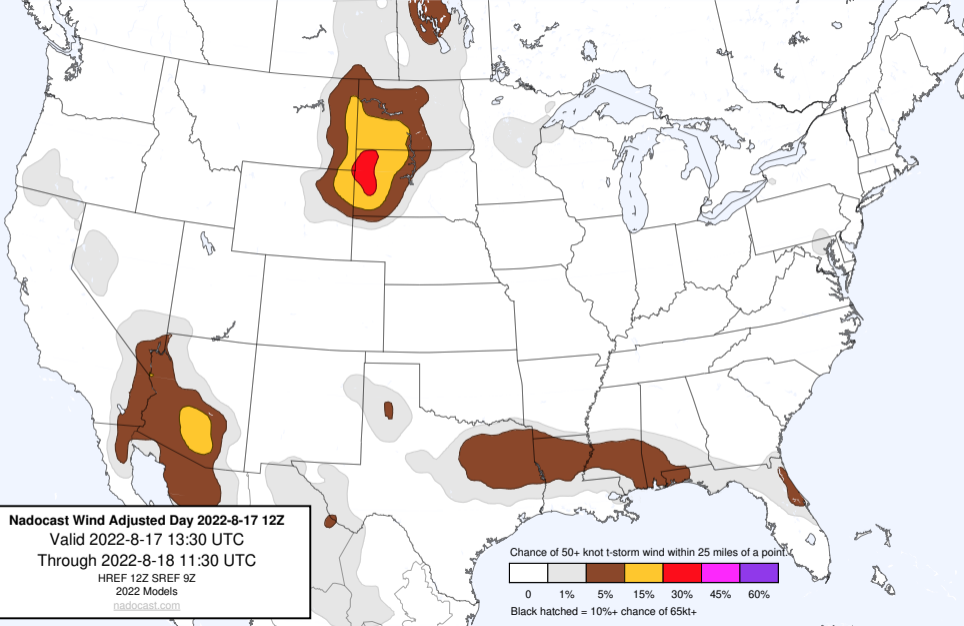 Nadocast Wind Adjusted Day 2022-8-17 12Z
Valid 2022-8-17 13:30 UTC
Through 2022-8-18 11:30 UTC
HREF 12Z SREF 9Z
2022 Models
nadocast.com
Chance of 50+ knot t-storm wind within 25 miles of a point.
0 1% 5% 15% 30% 45% 60%
Black hatched = 10%+ chance of 65kt+